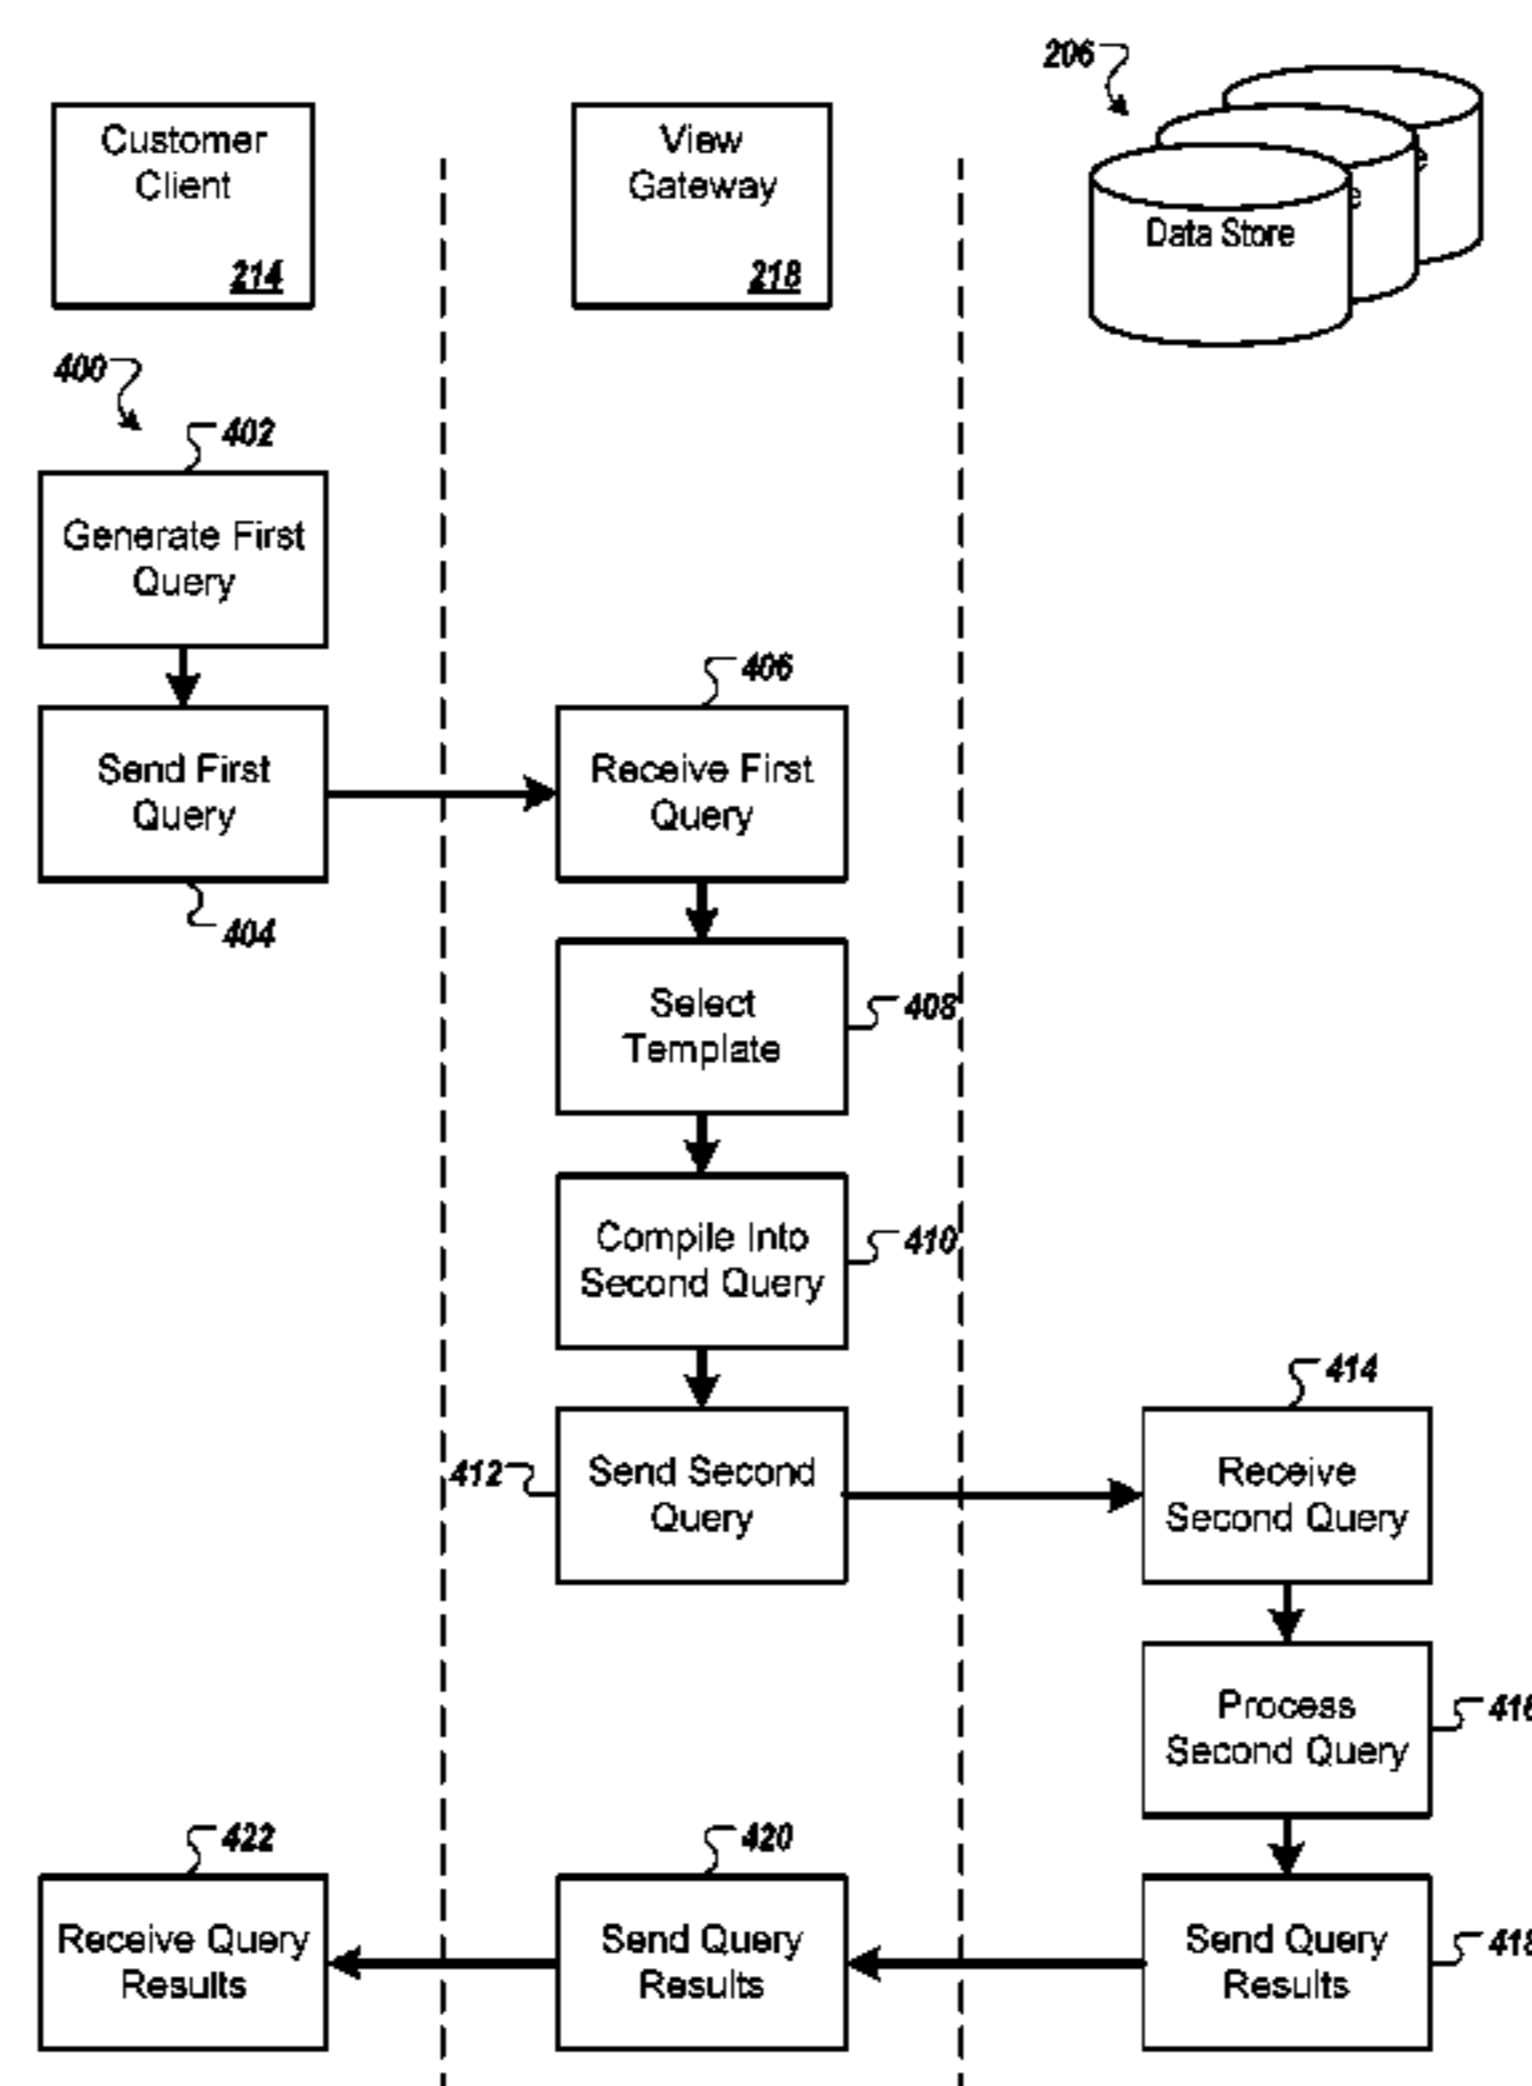 206
Customer
Client
214
View
Gateway
218
Data Store
e
e
400
402
Generate First
Query
406
Send First
Query
404
Receive First
Query
Select
Template
408
Compile Into
Second Query
410
414
412
Send Second
Query
Receive
Second Query
Process
Second Query
416
422
420
Receive Query
Results
Send Query
Results
Send Query
Results
418